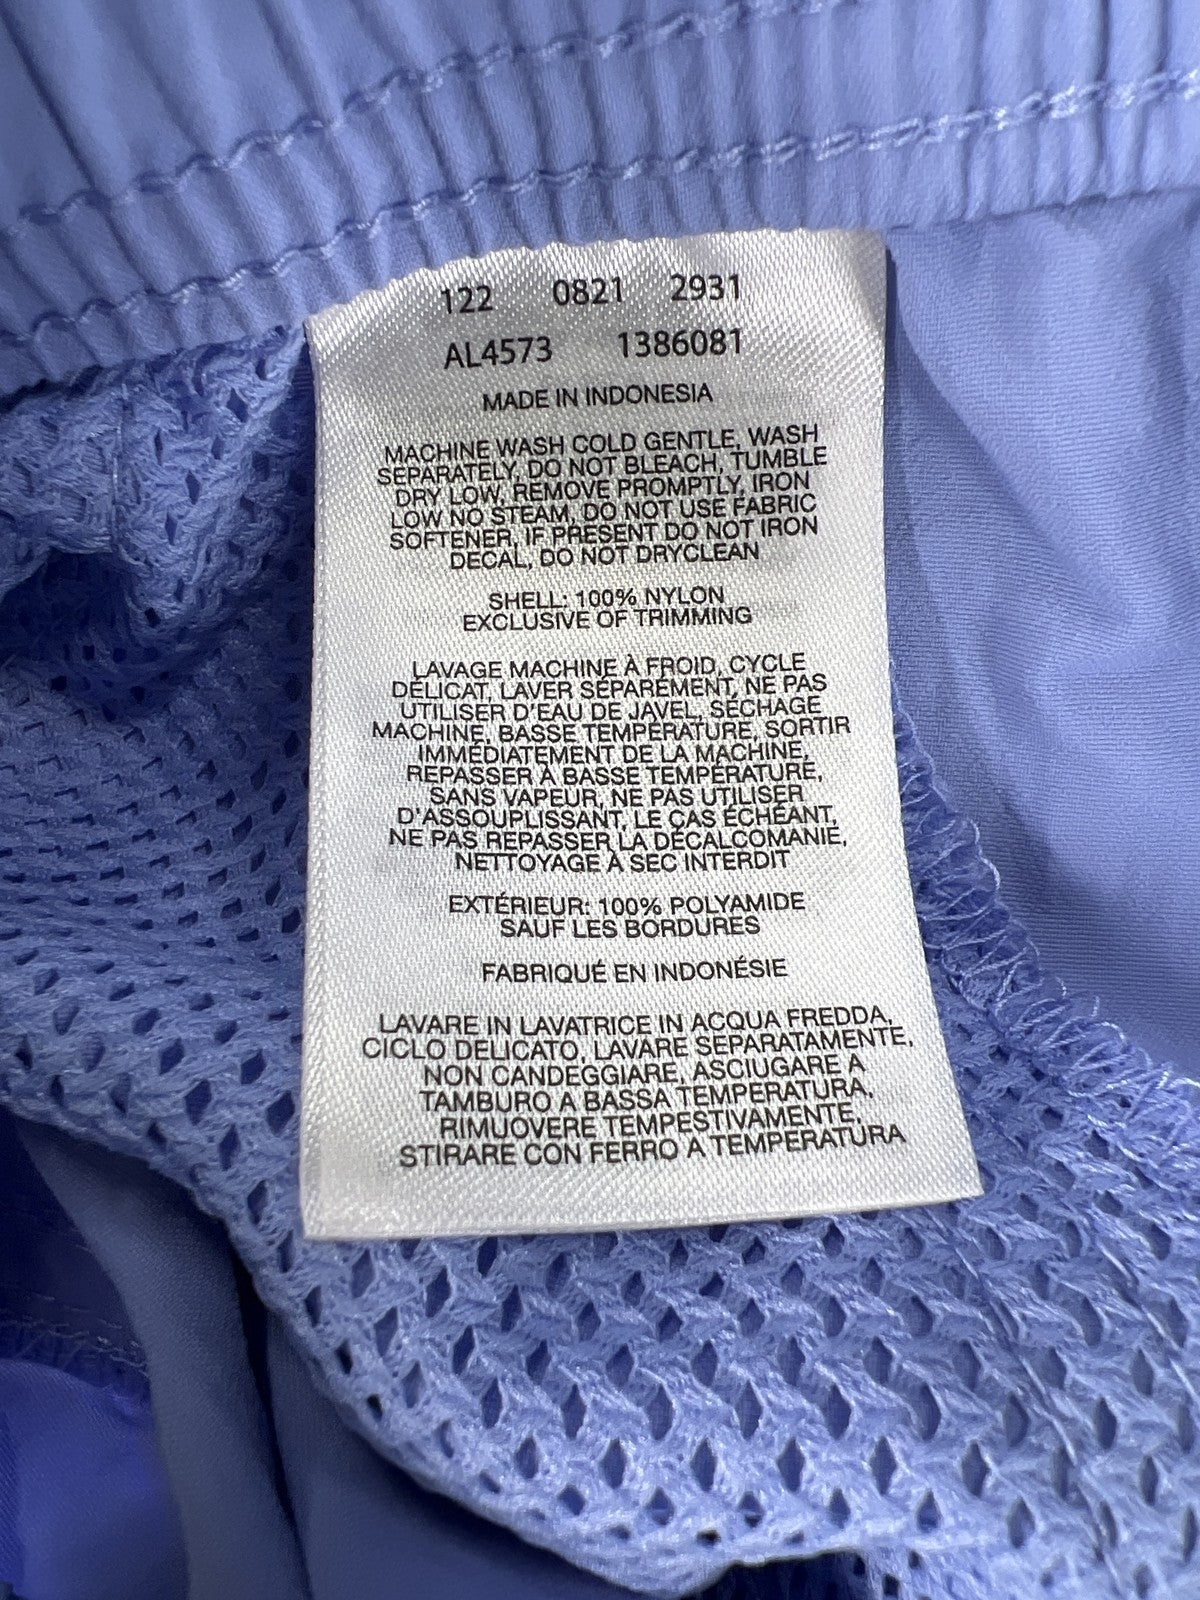 122 0821 2931
AL4573 1386081
MADE IN INDONESIA
MACHINE WASH COLD GENTLE, WASH
SEPARATELY, DO NOT BLEACH, TUMBLE
DRY LOW, REMOVE PROMPTLY, IRON
LOW NO STEAM, DO NOT USE FABRIC
SOFTENER, IF PRESENT DO NOT IRON
DECAL, DO NOT DRYCLEAN
SHELL: 100% NYLON
EXCLUSIVE OF TRIMMING
LAVAGE MACHINE À FROID, CYCLE
DÉLICAT, LAVER SÉPARÉMENT, NE PAS
UTILISER D'EAU DE JAVEL, SÉCHAGE
MACHINE, BASSE TEMPÉRATURE, SORTIR
IMMÉDIATEMENT DE LA MACHINE,
REPASSER À BASSE TEMPÉRATURE,
SANS VAPEUR, NE PAS UTILISER
D'ASSOUPLISSANT, LE CAS ÉCHÉANT,
NE PAS REPASSER LA DÉCALCOMANIE,
NETTOYAGE À SEC INTERDIT
EXTÉRIEUR: 100% POLYAMIDE
SAUF LES BORDURES
FABRIQUÉ EN INDONÉSIE
LAVARE IN LAVATRICE IN ACQUA FREDDA,
CICLO DELICATO, LAVARE SEPARATAMENTE,
NON CANDEGGIARE, ASCIUGARE A
TAMBURO A BASSA TEMPERATURA,
RIMUOVERE TEMPESTIVAMENTE,
STIRARE CON FERRO A TEMPERATURA